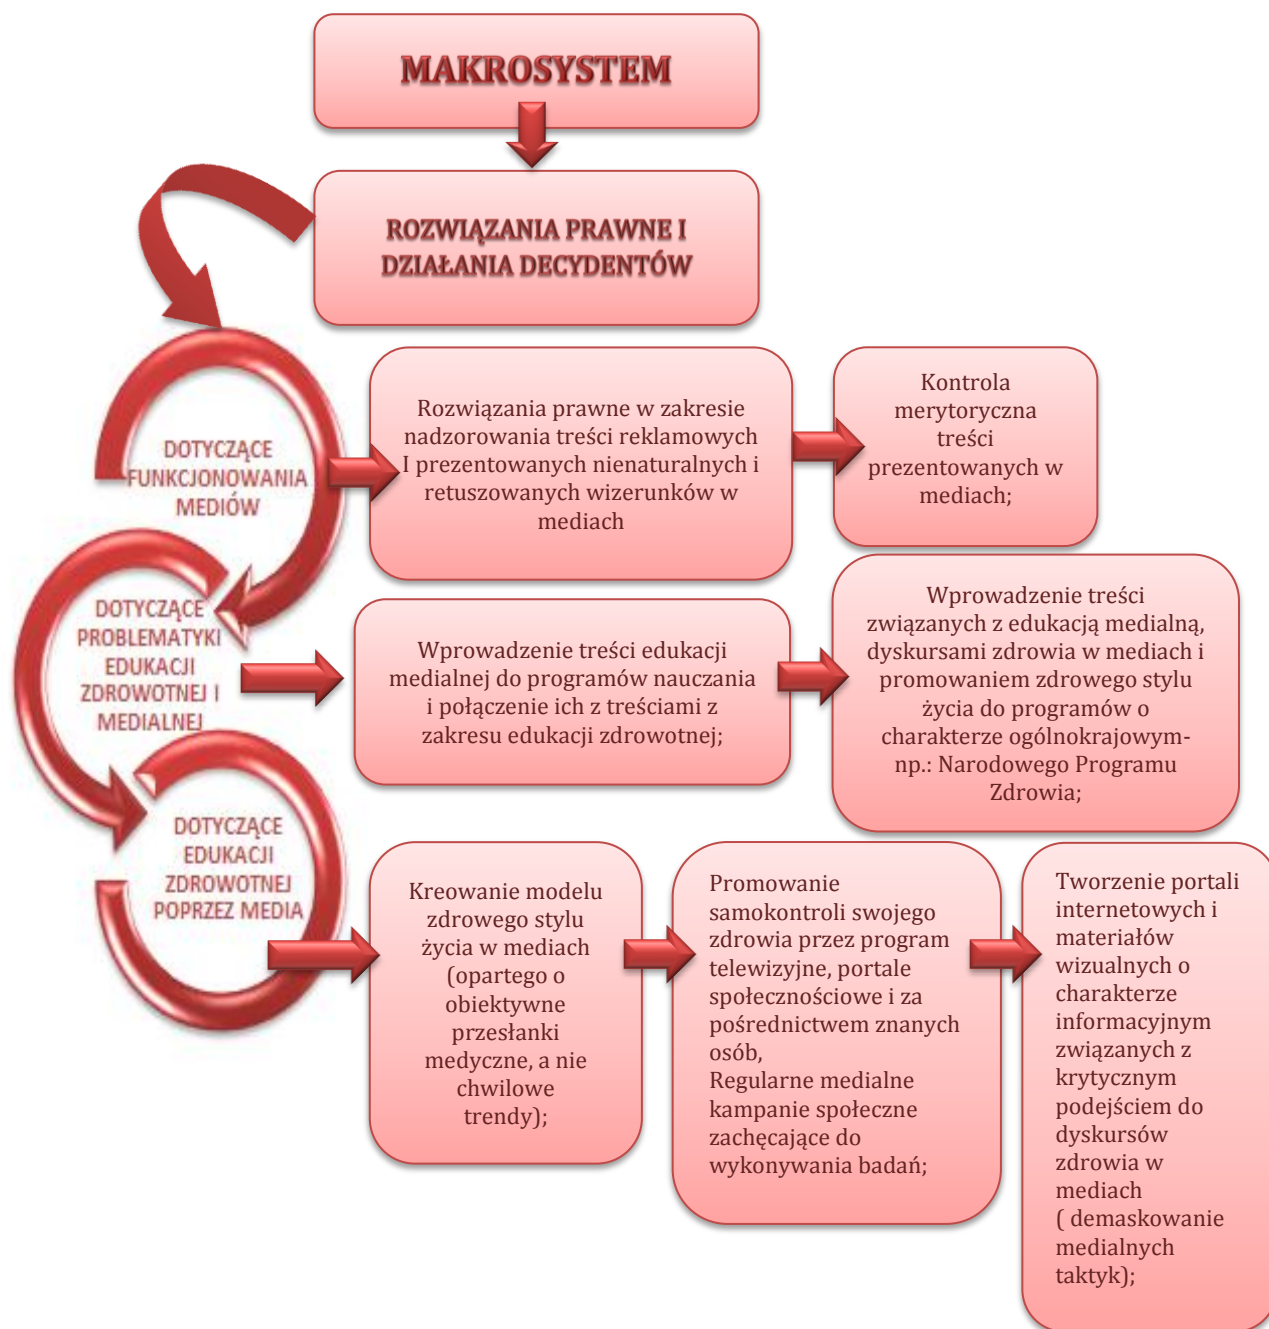 MAKROSYSTEM
ROZWIĄZANIA PRAWNE I
DZIAŁANIA DECYDENTÓW
DOTYCZĄCE
FUNKCJONOWANIA
MEDIÓW
Rozwiązania prawne w zakresie
nadzorowania treści reklamowych
I prezentowanych nienaturalnych i
retuszowanych wizerunków w
mediach
Kontrola
merytoryczna
treści
prezentowanych w
mediach;
DOTYCZĄCE
PROBLEMATYKI
EDUKACJI
ZDROWOTNEJ I
MEDIALNEJ
Wprowadzenie treści edukacji
medialnej do programów nauczania
i połączenie ich z treściami z
zakresu edukacji zdrowotnej;
Wprowadzenie treści
związanych z edukacją medialną,
dyskursami zdrowia w mediach i
promowaniem zdrowego stylu
życia do programów o
charakterze ogólnokrajowym-
np.: Narodowego Programu
Zdrowia;
DOTYCZĄCE
EDUKACJI
ZDROWOTNEJ
POPRZEZ MEDIA
Kreowanie modelu
zdrowego stylu
życia w mediach
(opartego o
obiektywne
przesłanki
medyczne, a nie
chwilowe
trendy);
Promowanie
samokontroli swojego
zdrowia przez program
telewizyjne, portale
społecznościowe i za
pośrednictwem znanych
osób,
Regularne medialne
kampanie społeczne
zachęcające do
wykonywania badań;
Tworzenie portali
internetowych i
materiałów
wizualnych o
charakterze
informacyjnym
związanych z
krytycznym
podejściem do
dyskursów
zdrowia w
mediach
( demaskowanie
medialnych
taktyk);